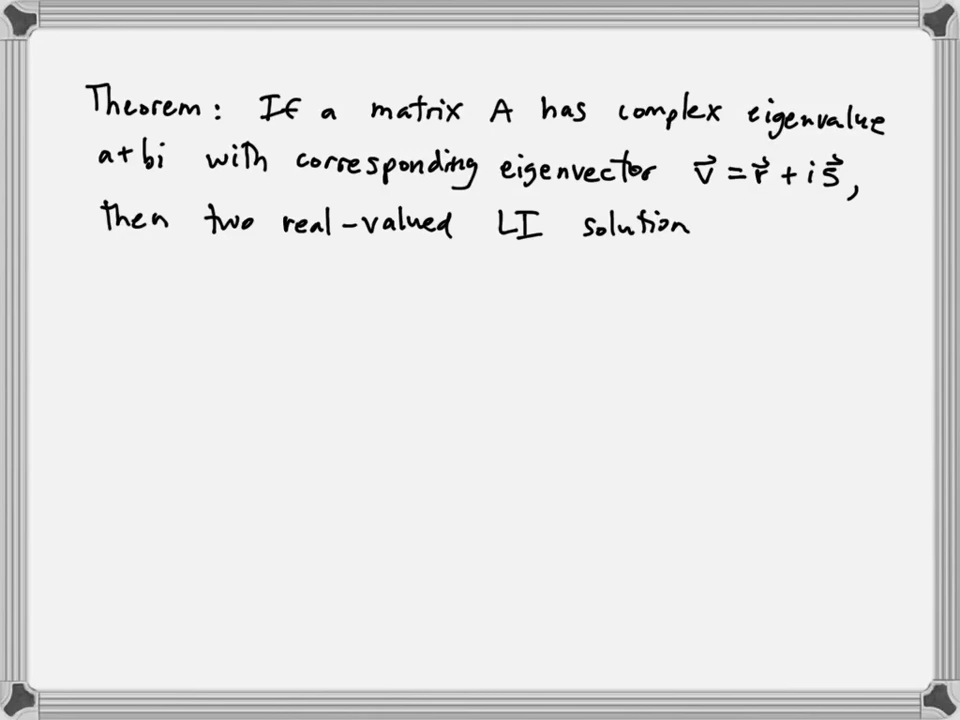 Theorem: If a matrix A has complex eigenvalue
a+bi with corresponding eigenvector v⃗ = r⃗ + i s⃗,
then two real-valued LI solution